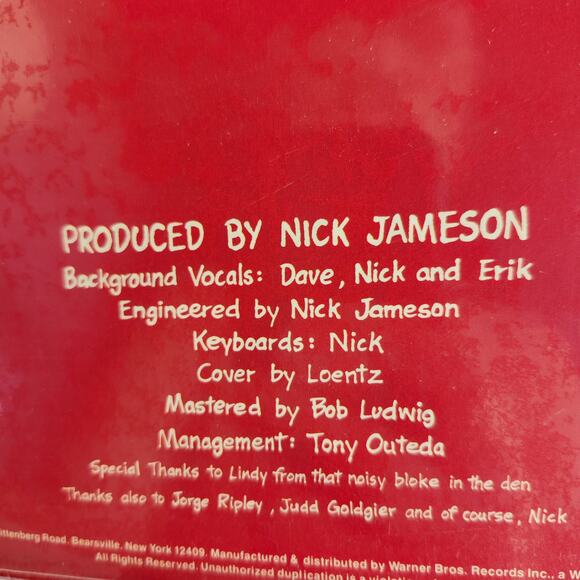 PRODUCED BY NICK JAMESON
Background Vocals: Dave, Nick and Erik
Engineered by Nick Jameson
Keyboards: Nick
Cover by Loentz
Mastered by Bob Ludwig
Management: Tony Outeda
Special Thanks to Lindy from that noisy bloke in the den
Thanks also to Jorge Ripley, Judd Goldgier and of course, Nick
Road, Bearsville, New York 12409. Manufactured & distributed by Warner Bros. Records Inc., a W
All Rights Reserved. Unauthorized duplication is a